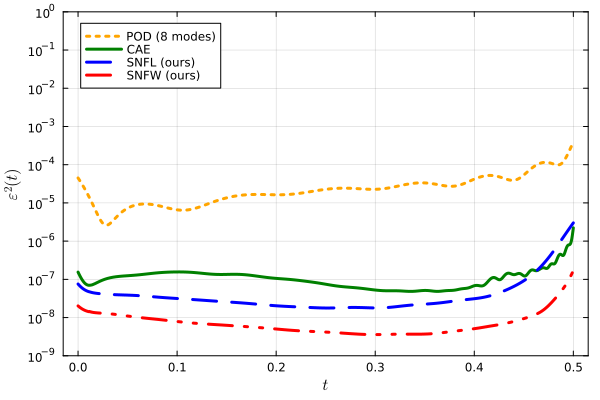 10⁰
10⁻¹
10⁻²
10⁻³
10⁻⁴
10⁻⁵
10⁻⁶
10⁻⁷
10⁻⁸
10⁻⁹
ε²(t)
POD (8 modes)
CAE
SNFL (ours)
SNFW (ours)
0.0 0.1 0.2 0.3 0.4 0.5
t